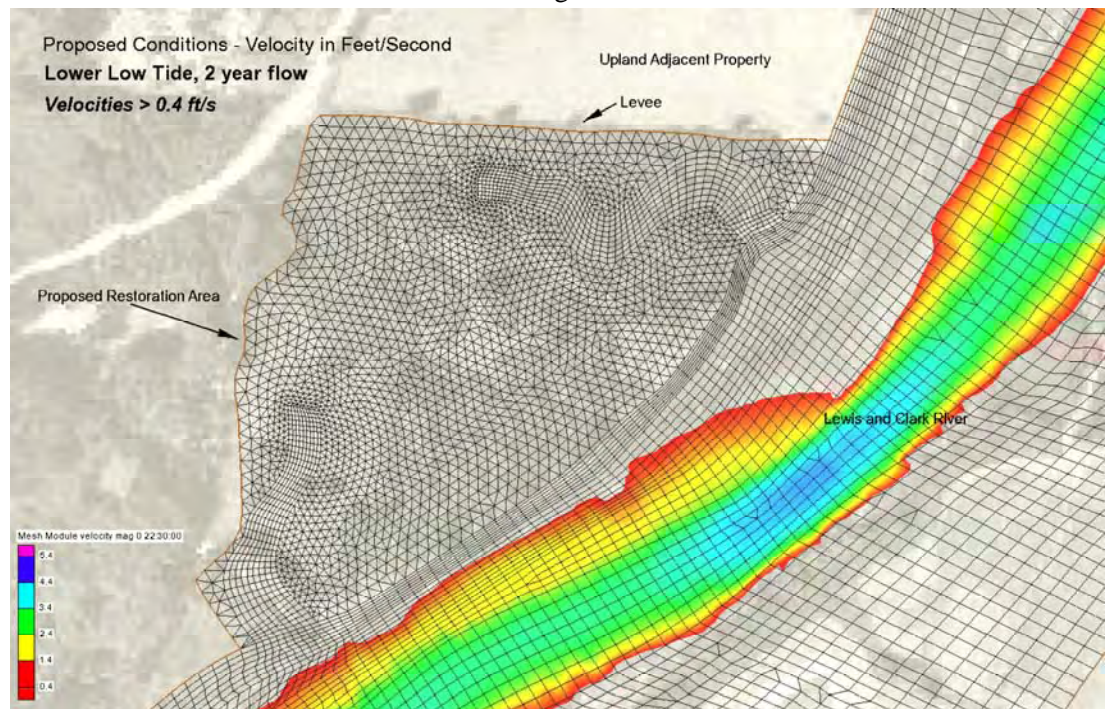 Proposed Conditions - Velocity in Feet/Second
Lower Low Tide, 2 year flow
Velocities > 0.4 ft/s
Upland Adjacent Property
Levee
Proposed Restoration Area
Lewis and Clark River
Mesh Module velocity mag 0 22:30:00
5.4
4.4
3.4
2.4
1.4
0.4